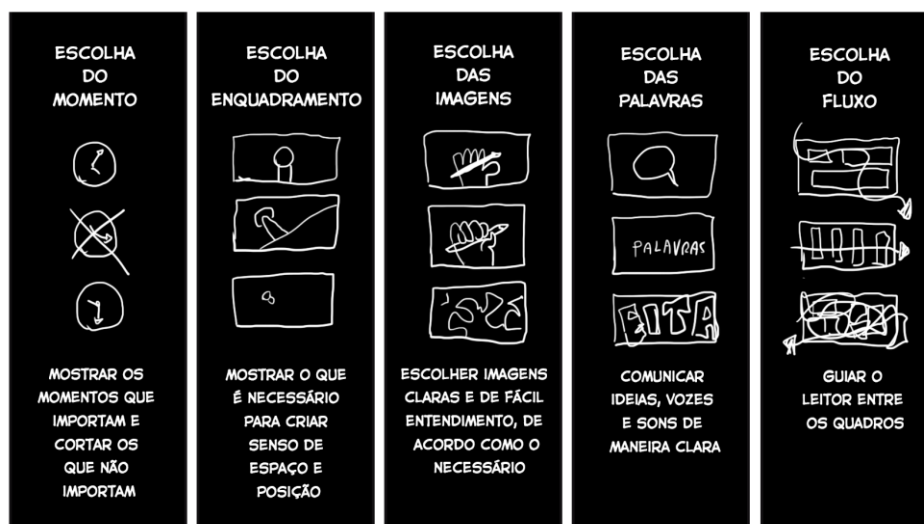 ESCOLHA
DO
MOMENTO
MOSTRAR OS
MOMENTOS QUE
IMPORTAM E
CORTAR OS
QUE NÃO
IMPORTAM
ESCOLHA
DO
ENQUADRAMENTO
MOSTRAR O QUE
É NECESSÁRIO
PARA CRIAR
SENSO DE
ESPAÇO E
POSIÇÃO
ESCOLHA
DAS
IMAGENS
ESCOLHER IMAGENS
CLARAS E DE FÁCIL
ENTENDIMENTO, DE
ACORDO COMO O
NECESSÁRIO
ESCOLHA
DAS
PALAVRAS
PALAVRAS
EITA
COMUNICAR
IDEIAS, VOZES
E SONS DE
MANEIRA CLARA
ESCOLHA
DO
FLUXO
GUIAR O
LEITOR ENTRE
OS QUADROS